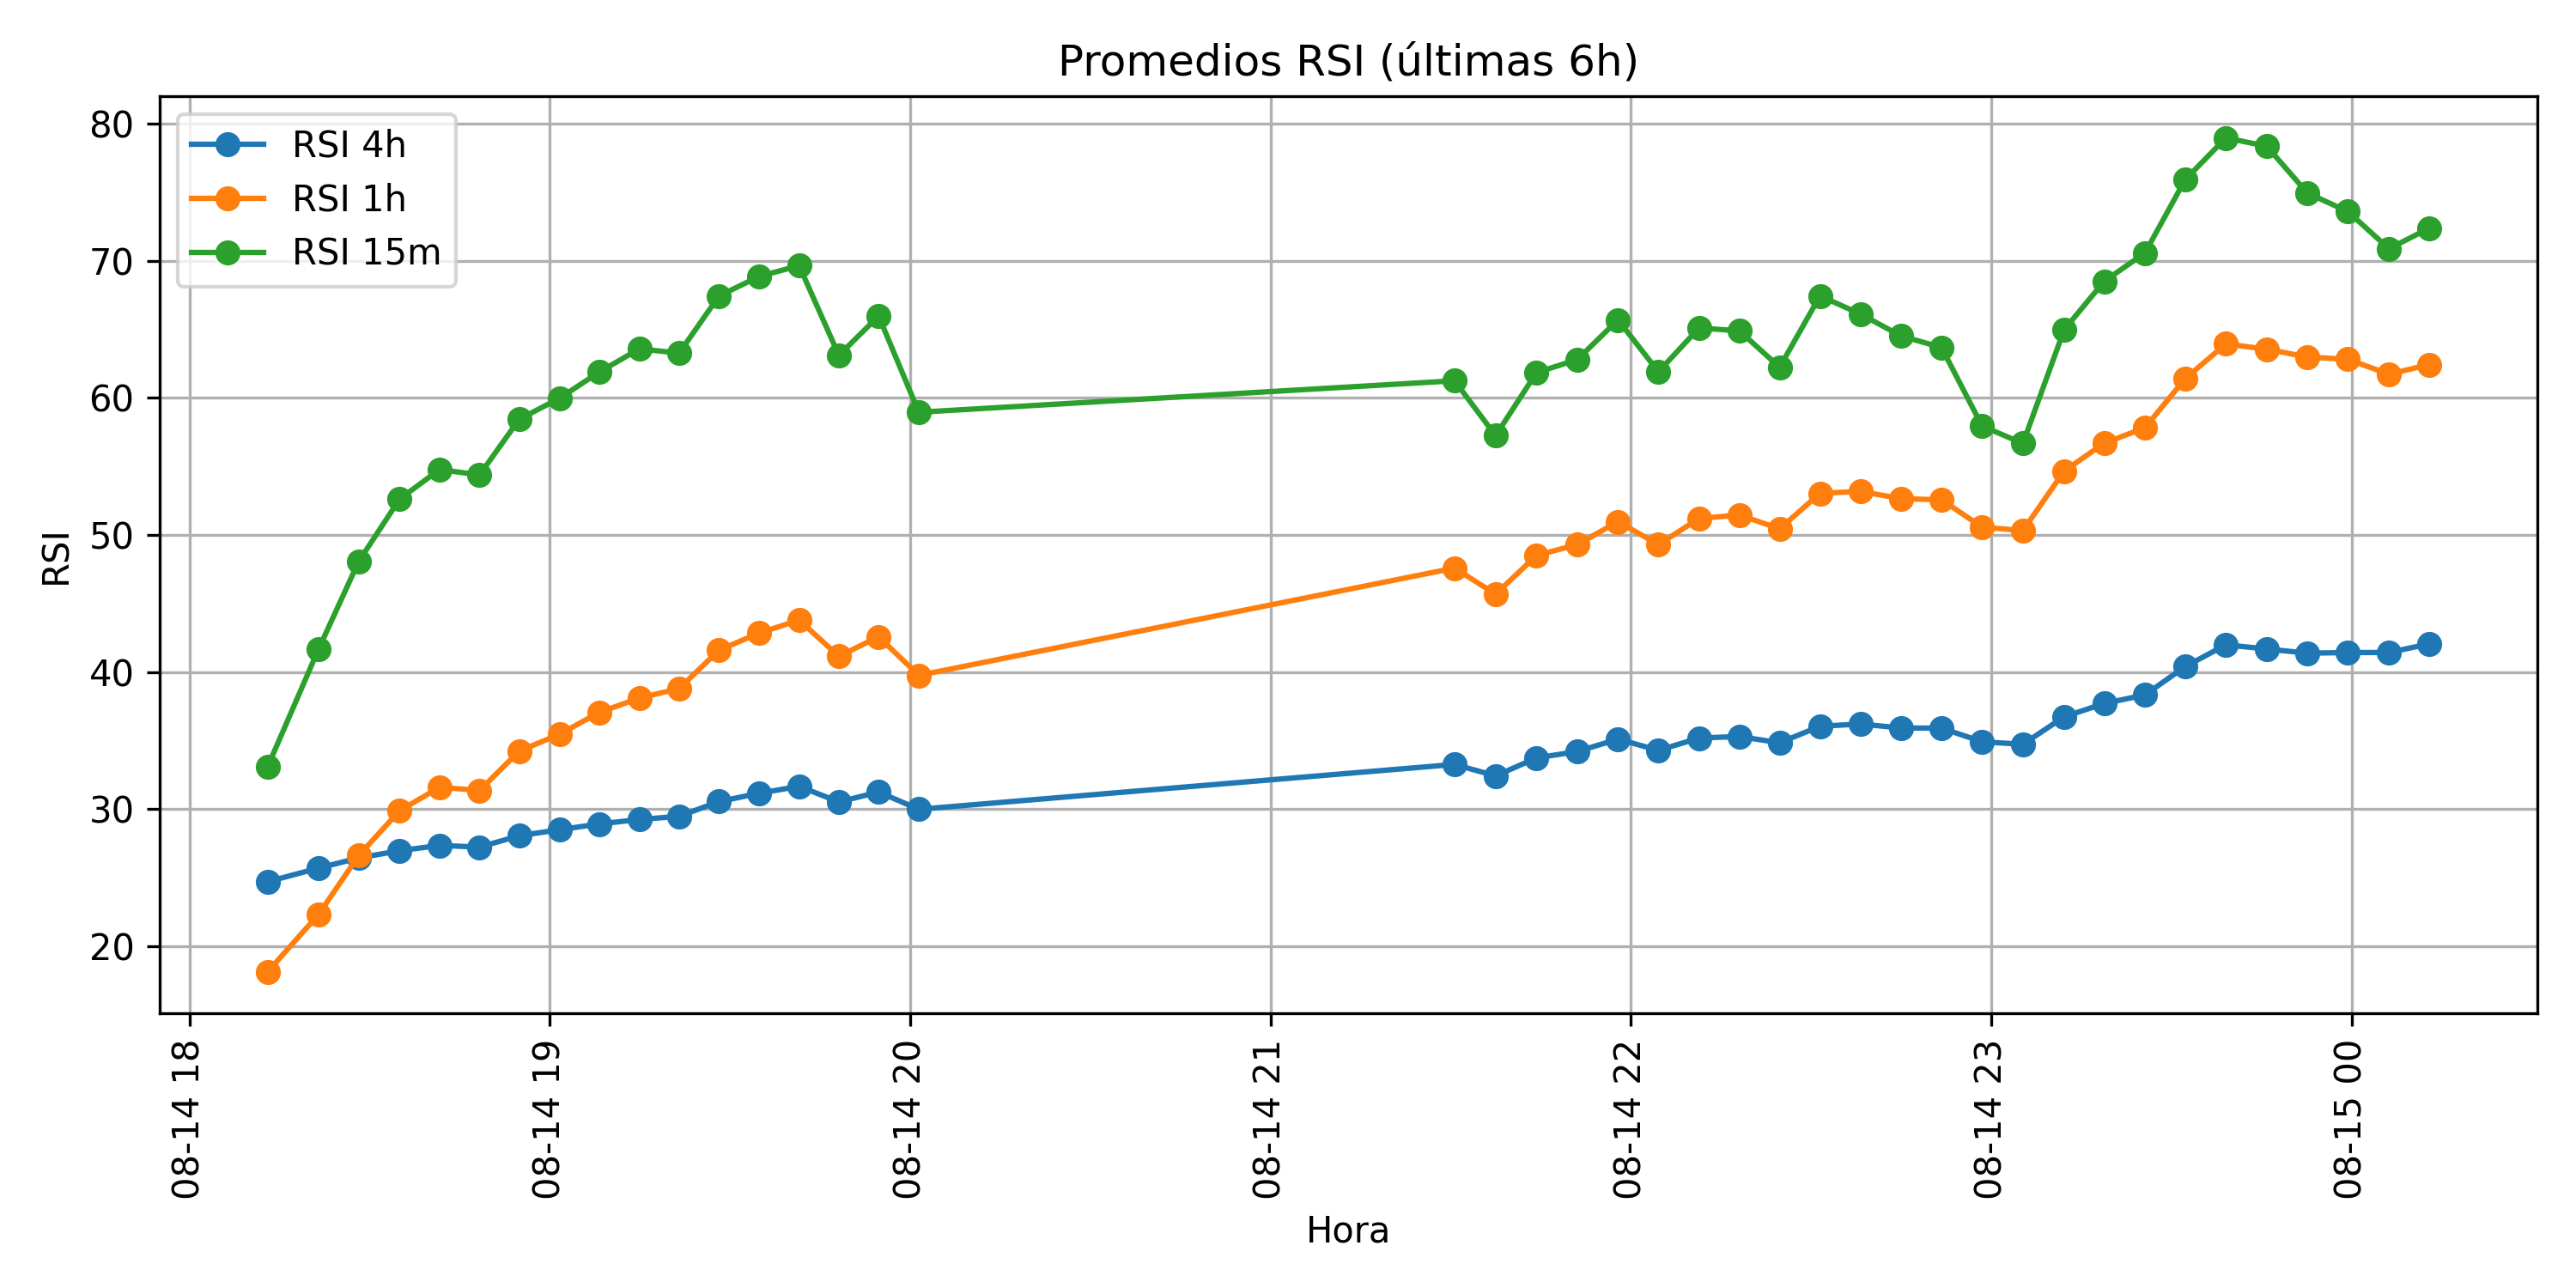 Promedios RSI (últimas 6h)
RSI 4h
RSI 1h
RSI 15m
RSI
80
70
60
50
40
30
20
08-14 18
08-14 19
08-14 20
08-14 21
08-14 22
08-14 23
08-15 00
Hora